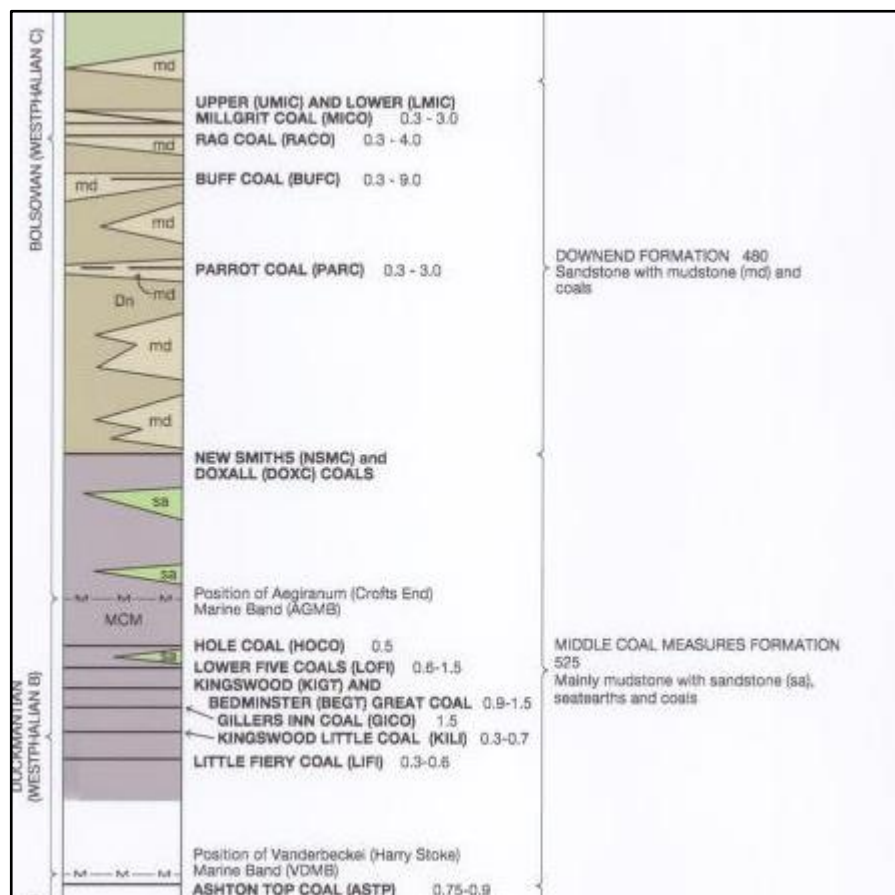 BOLSOVIAN (WESTPHALIAN C)
md
UPPER (UMIC) AND LOWER (LMIC)
MILLGRIT COAL (MICO) 0.3 - 3.0
md
RAG COAL (RACO) 0.3 - 4.0
md
BUFF COAL (BUFC) 0.3 - 9.0
md
PARROT COAL (PARC) 0.3 - 3.0
DOWNEND FORMATION 480
Sandstone with mudstone (md) and
coals
Dn
md
md
md
NEW SMITHS (NSMC) and
DOXALL (DOXC) COALS
sa
sa
M M M
Position of Aegiranum (Crofts End)
Marine Band (AGMB)
MCM
HOLE COAL (HOCO) 0.5
sa
LOWER FIVE COALS (LOFI) 0.6-1.5
KINGSWOOD (KIGT) AND
BEDMINSTER (BEGT) GREAT COAL 0.9-1.5
GILLERS INN COAL (GICO) 1.5
KINGSWOOD LITTLE COAL (KILI) 0.3-0.7
LITTLE FIERY COAL (LIFI) 0.3-0.6
MIDDLE COAL MEASURES FORMATION
525
Mainly mudstone with sandstone (sa),
seatearths and coals
DUCKMANTIAN
(WESTPHALIAN B)
Position of Vanderbeckei (Harry Stoke)
Marine Band (VDMB)
M M M
ASHTON TOP COAL (ASTP) 0.75-0.9